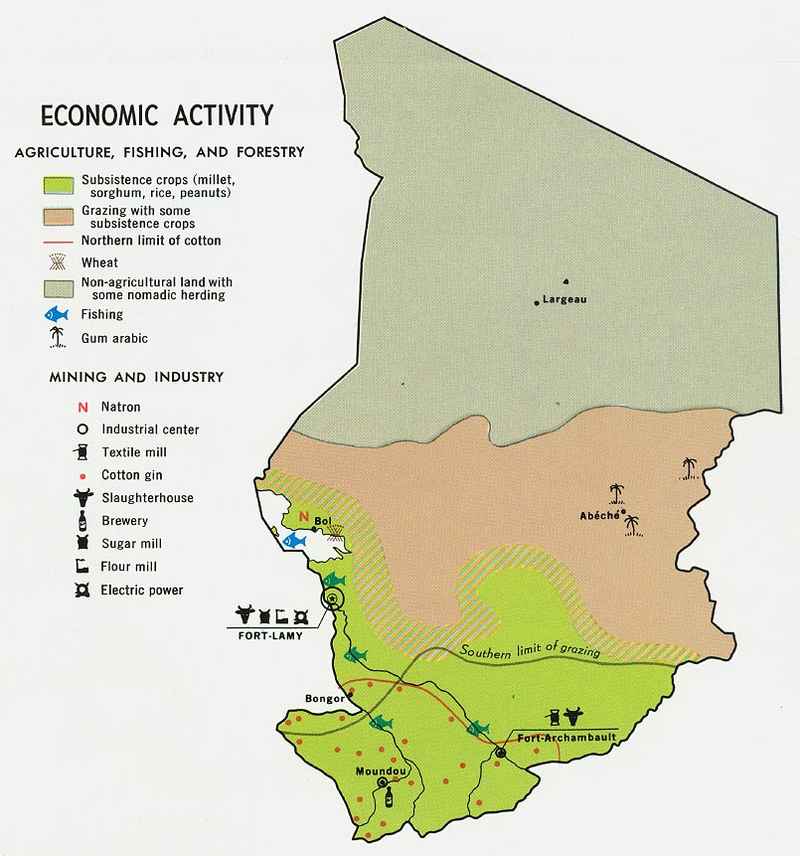 ECONOMIC ACTIVITY
AGRICULTURE, FISHING, AND FORESTRY
Subsistence crops (millet,
sorghum, rice, peanuts)
Grazing with some
subsistence crops
Northern limit of cotton
Wheat
Non-agricultural land with
some nomadic herding
Fishing
Gum arabic
MINING AND INDUSTRY
N Natron
Industrial center
Textile mill
Cotton gin
Slaughterhouse
Brewery
Sugar mill
Flour mill
Electric power
Largeau
Abéché
N
Bol
FORT-LAMY
Southern limit of grazing
Bongor
Fort-Archambault
Moundou